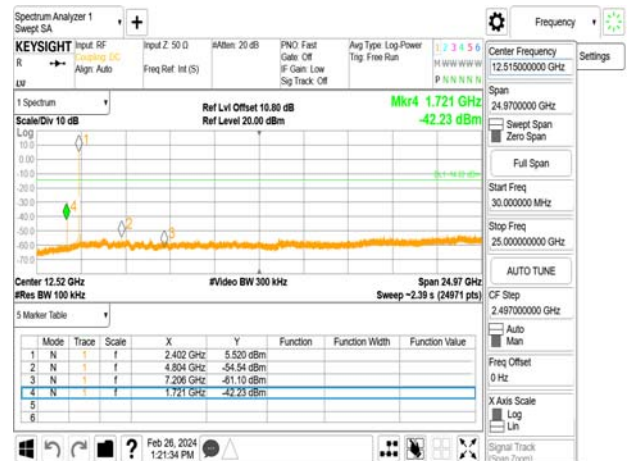 Spectrum Analyzer 1
Swept SA
Frequency
KEYSIGHT
Input: RF
Coupling: DC
Align: Auto
Input Z: 50 Ω
Freq Ref: Int (S)
#Atten: 20 dB
PNO: Fast
Gate: Off
IF Gain: Low
Sig Track: Off
Avg Type: Log-Power
Trig: Free Run
1 2 3 4 5 6
M W W W W W
P N N N N N
R
LXI
1 Spectrum
Scale/Div 10 dB
Ref Lvl Offset 10.80 dB
Ref Level 20.00 dBm
Mkr4 1.721 GHz
-42.23 dBm
Log
10.0
0.00
-10.0
-20.0
-30.0
-40.0
-50.0
-60.0
-70.0
1
2
3
4
Center 12.52 GHz
#Res BW 100 kHz
#Video BW 300 kHz
Span 24.97 GHz
Sweep ~2.39 s (24971 pts)
5 Marker Table
Mode Trace Scale X Y Function Function Width Function Value
1 N 1 f 2.402 GHz 5.520 dBm
2 N 1 f 4.804 GHz -54.54 dBm
3 N 1 f 7.206 GHz -61.10 dBm
4 N 1 f 1.721 GHz -42.23 dBm
5
6
Feb 26, 2024
1:21:34 PM
Settings
Center Frequency
12.515000000 GHz
Span
24.9700000 GHz
Swept Span
Zero Span
Full Span
Start Freq
30.000000 MHz
Stop Freq
25.000000000 GHz
AUTO TUNE
CF Step
2.497000000 GHz
Auto
Man
Freq Offset
0 Hz
X Axis Scale
Log
Lin
Signal Track
(Span Zoom)